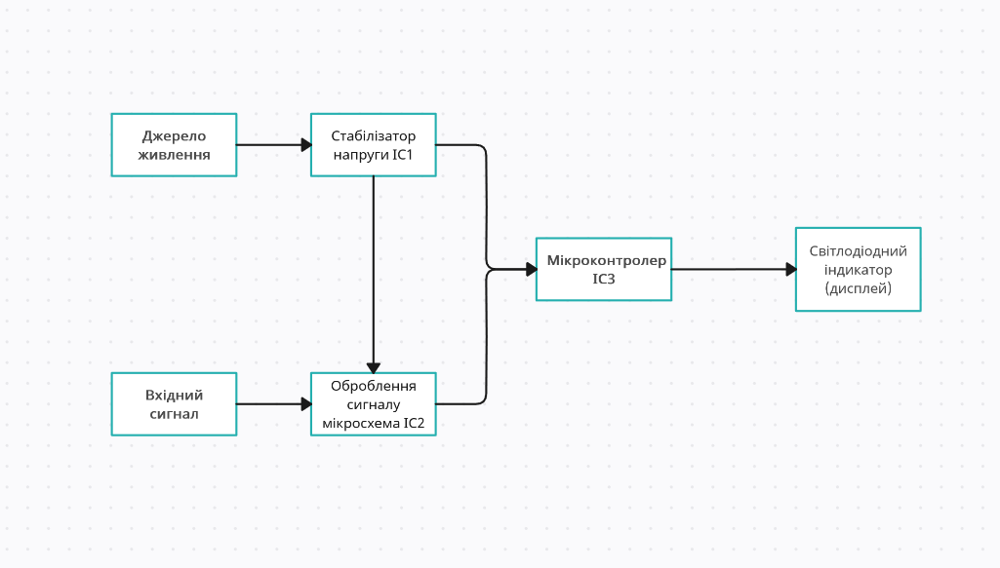 Джерело
живлення
Стабілізатор
напруги IC1
Мікроконтролер
IC3
Світлодіодний
індикатор
(дисплей)
Вхідний
сигнал
Оброблення
сигналу
мікросхема IC2